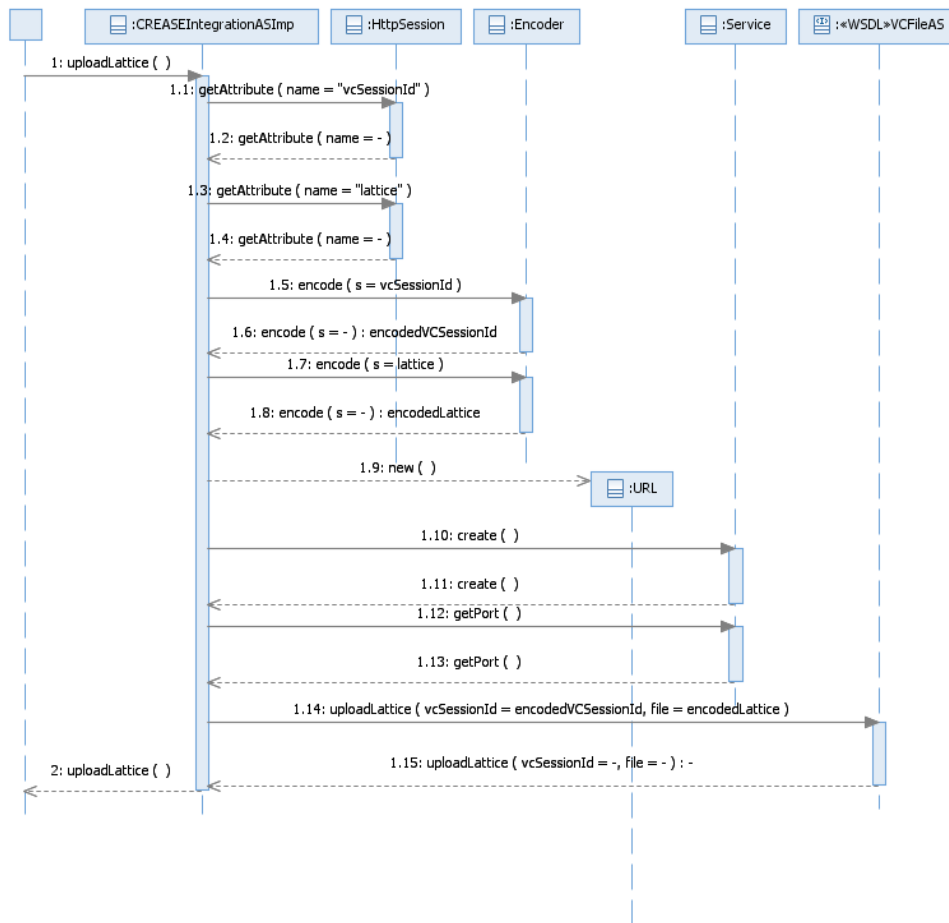 :CREASEIntegrationASImp
:HttpSession
:Encoder
:Service
:«WSDL»VCFileAS
1: uploadLattice ( )
1.1: getAttribute ( name = "vcSessionId" )
1.2: getAttribute ( name = - )
1.3: getAttribute ( name = "lattice" )
1.4: getAttribute ( name = - )
1.5: encode ( s = vcSessionId )
1.6: encode ( s = - ) : encodedVCSessionId
1.7: encode ( s = lattice )
1.8: encode ( s = - ) : encodedLattice
1.9: new ( )
:URL
1.10: create ( )
1.11: create ( )
1.12: getPort ( )
1.13: getPort ( )
1.14: uploadLattice ( vcSessionId = encodedVCSessionId, file = encodedLattice )
1.15: uploadLattice ( vcSessionId = -, file = - ) : -
2: uploadLattice ( )